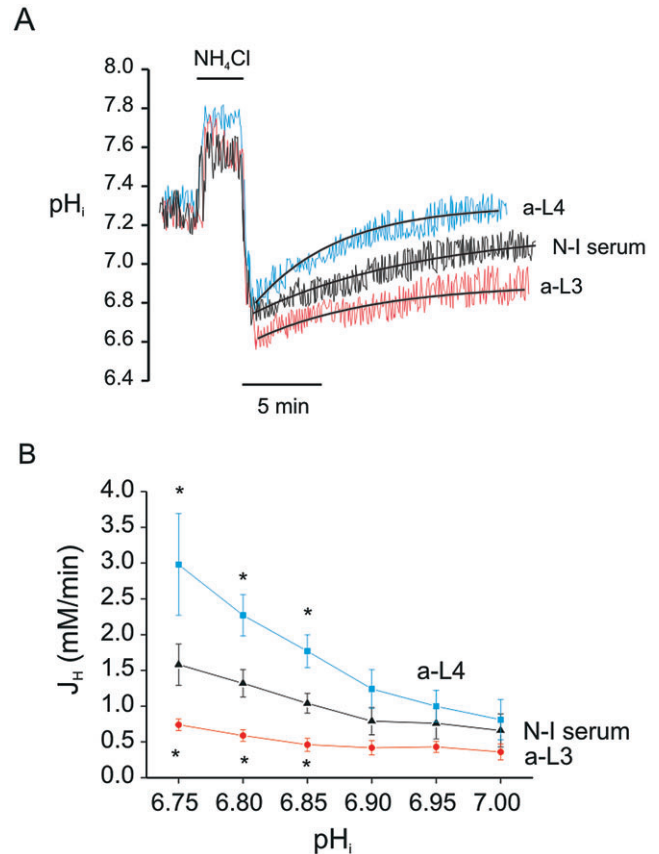 A
NH₄Cl
8.0
7.8
7.6
7.4
7.2
7.0
6.8
6.6
6.4
pHᵢ
a-L4
N-I serum
a-L3
5 min
B
4.0
3.5
3.0
2.5
2.0
1.5
1.0
0.5
0.0
J_H (mM/min)
*
*
*
a-L4
N-I serum
a-L3
*
*
*
6.75 6.80 6.85 6.90 6.95 7.00
pHᵢ